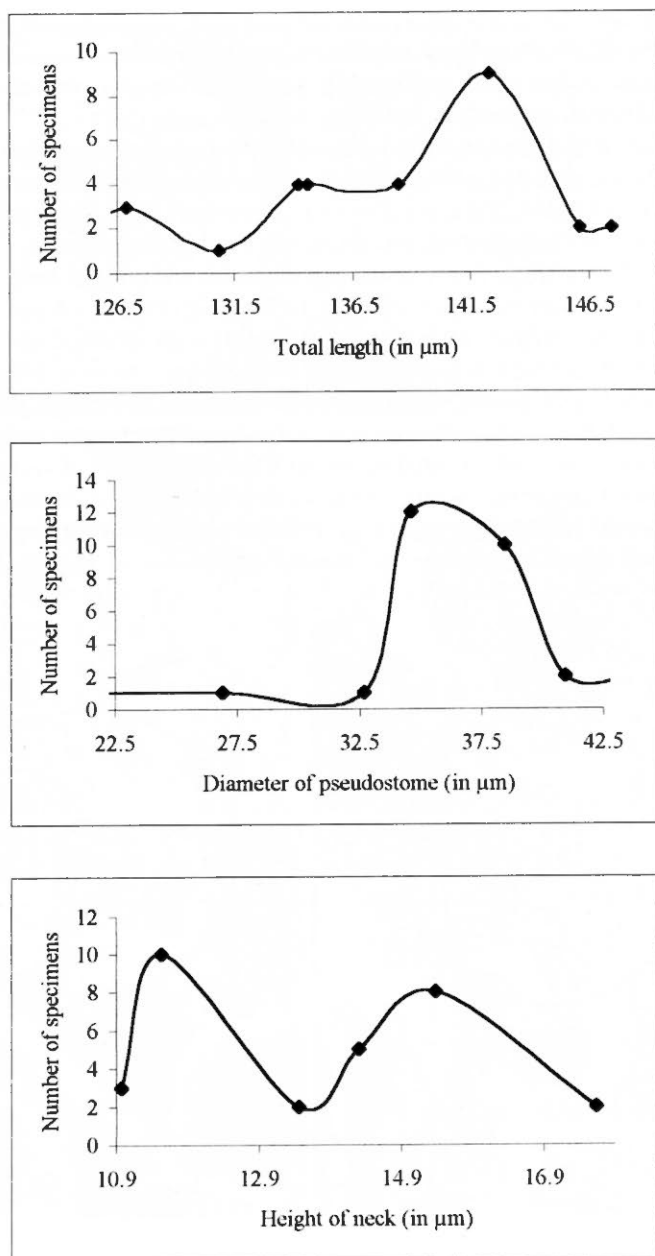 Number of specimens
10
8
6
4
2
0
126.5 131.5 136.5 141.5 146.5
Total length (in µm)
Number of specimens
14
12
10
8
6
4
2
0
22.5 27.5 32.5 37.5 42.5
Diameter of pseudostome (in µm)
Number of specimens
12
10
8
6
4
2
0
10.9 12.9 14.9 16.9
Height of neck (in µm)